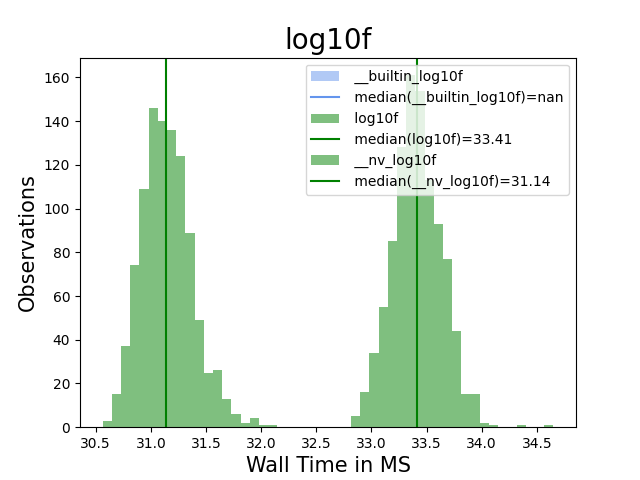 log10f
__builtin_log10f
median(__builtin_log10f)=nan
log10f
median(log10f)=33.41
__nv_log10f
median(__nv_log10f)=31.14
Observations
160
140
120
100
80
60
40
20
0
30.5 31.0 31.5 32.0 32.5 33.0 33.5 34.0 34.5
Wall Time in MS